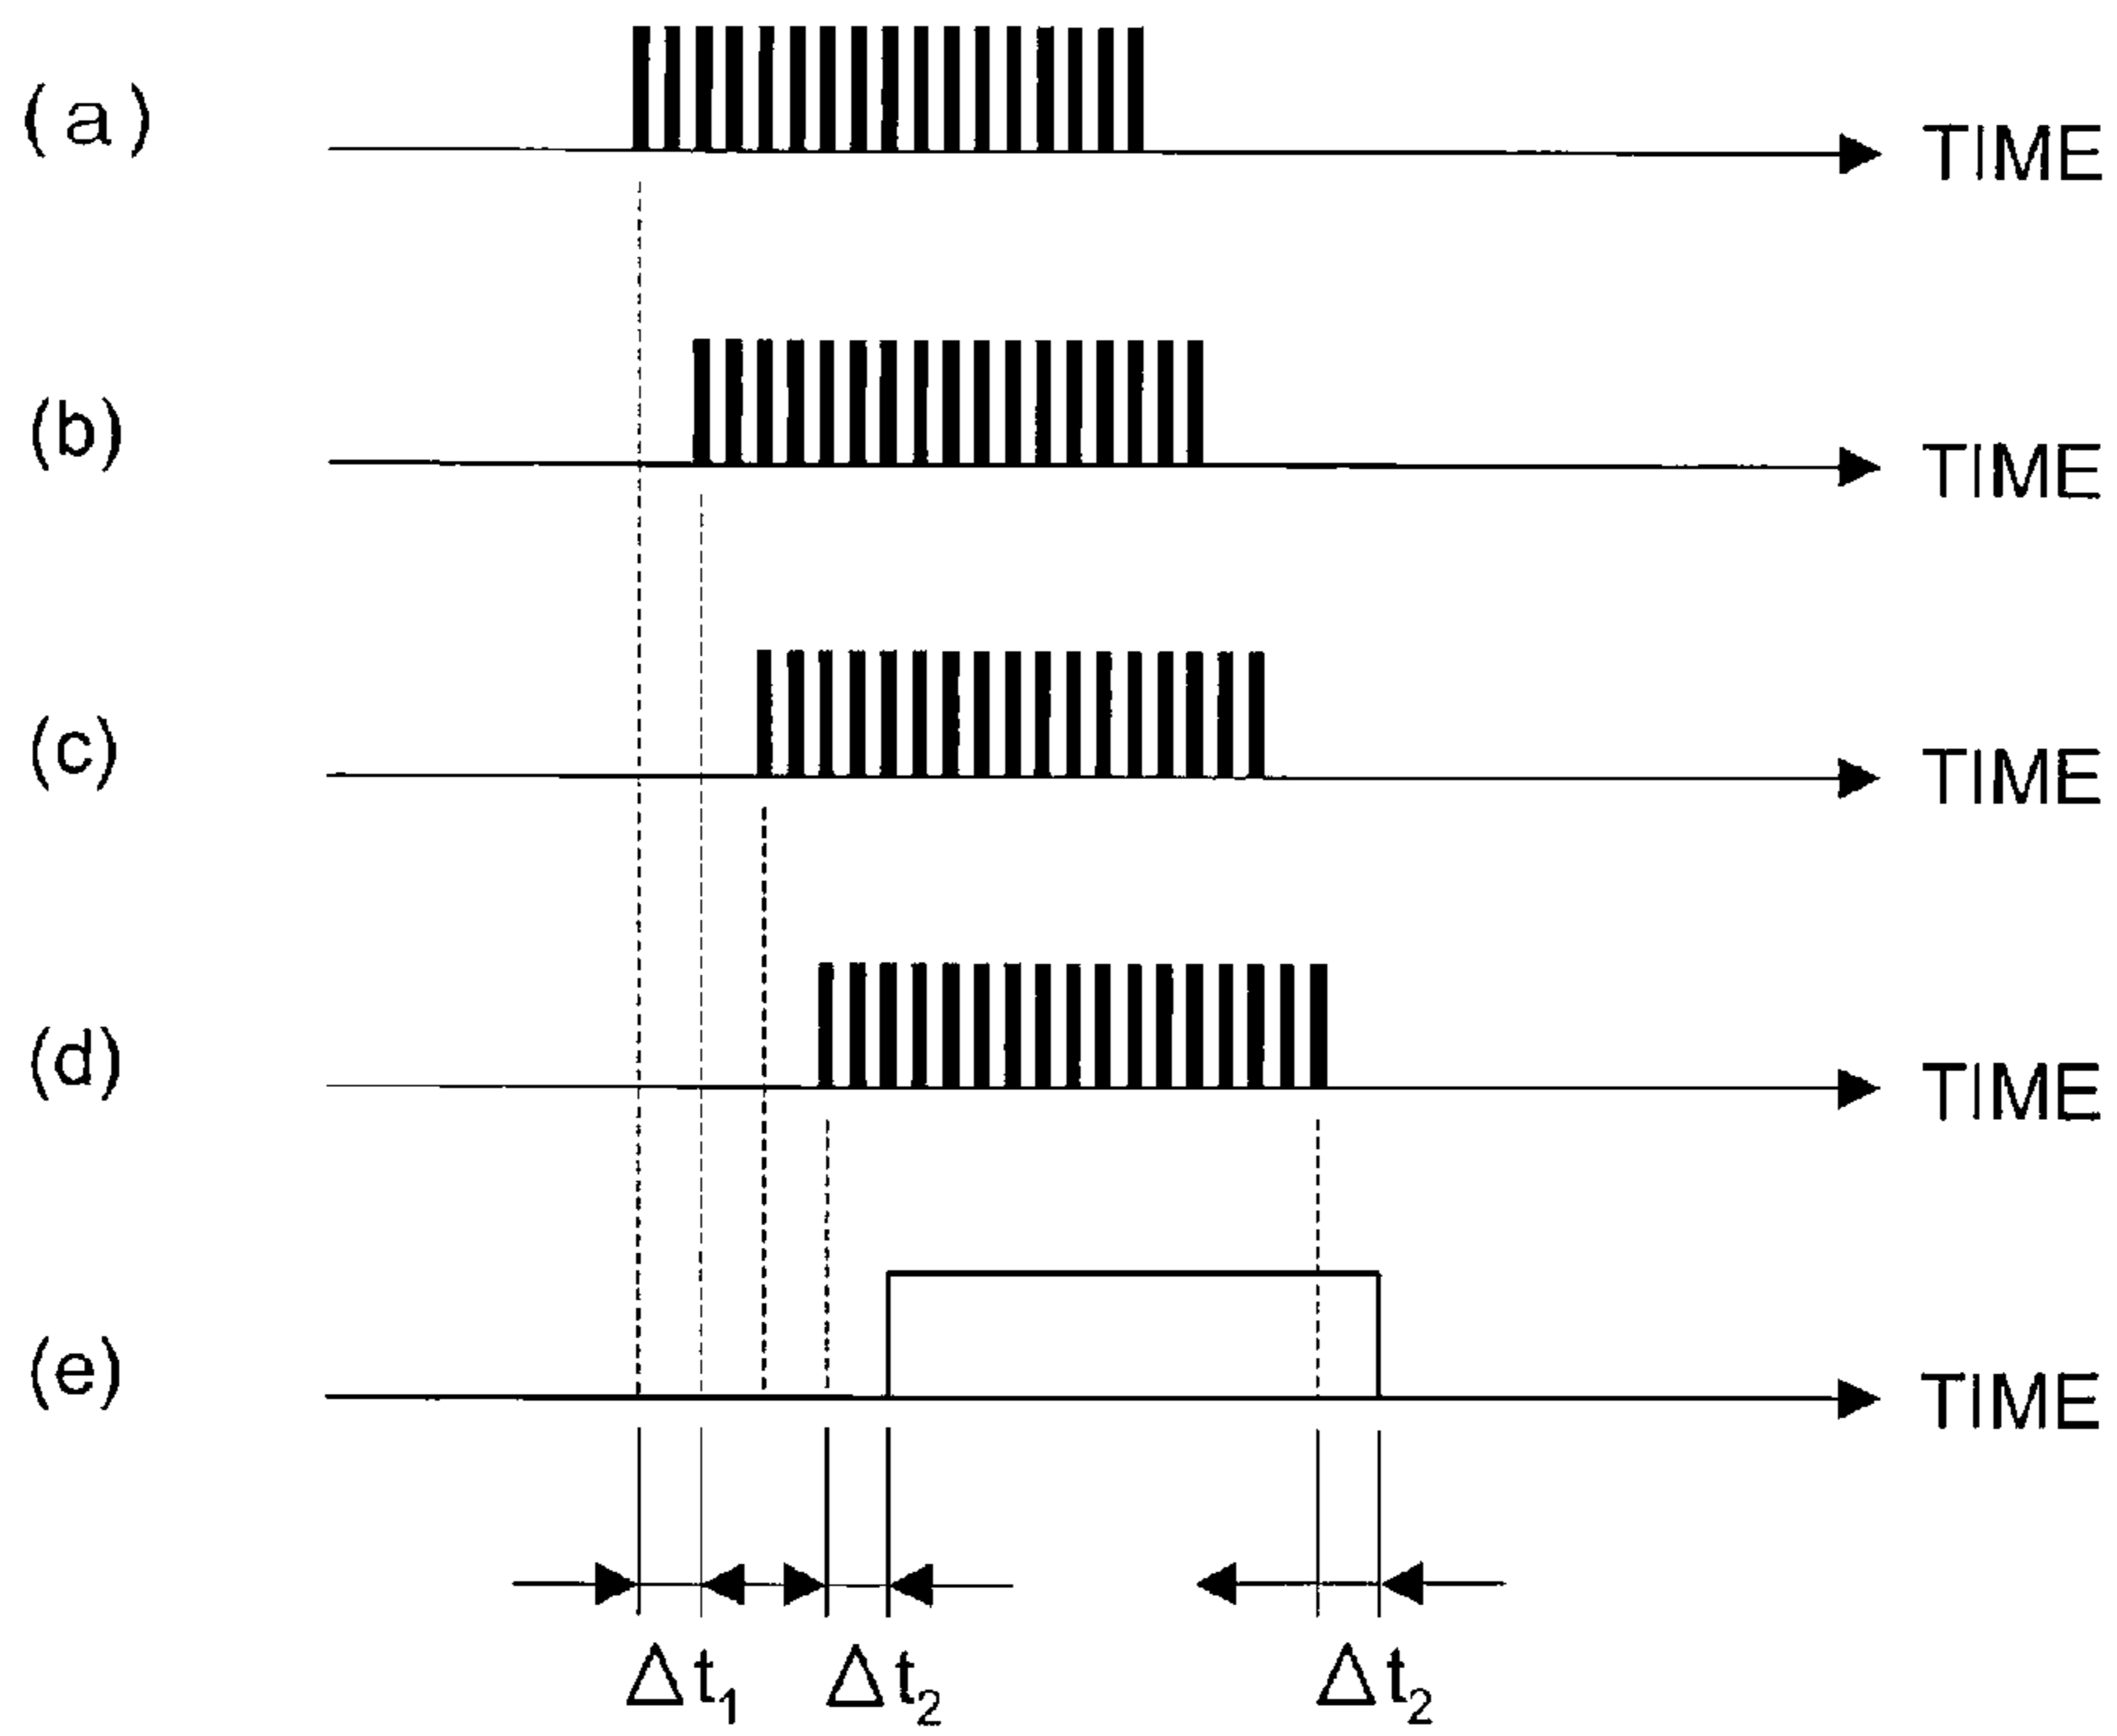 (a) TIME
(b) TIME
(c) TIME
(d) TIME
(e) TIME
Δt₁ Δt₂ Δt₂